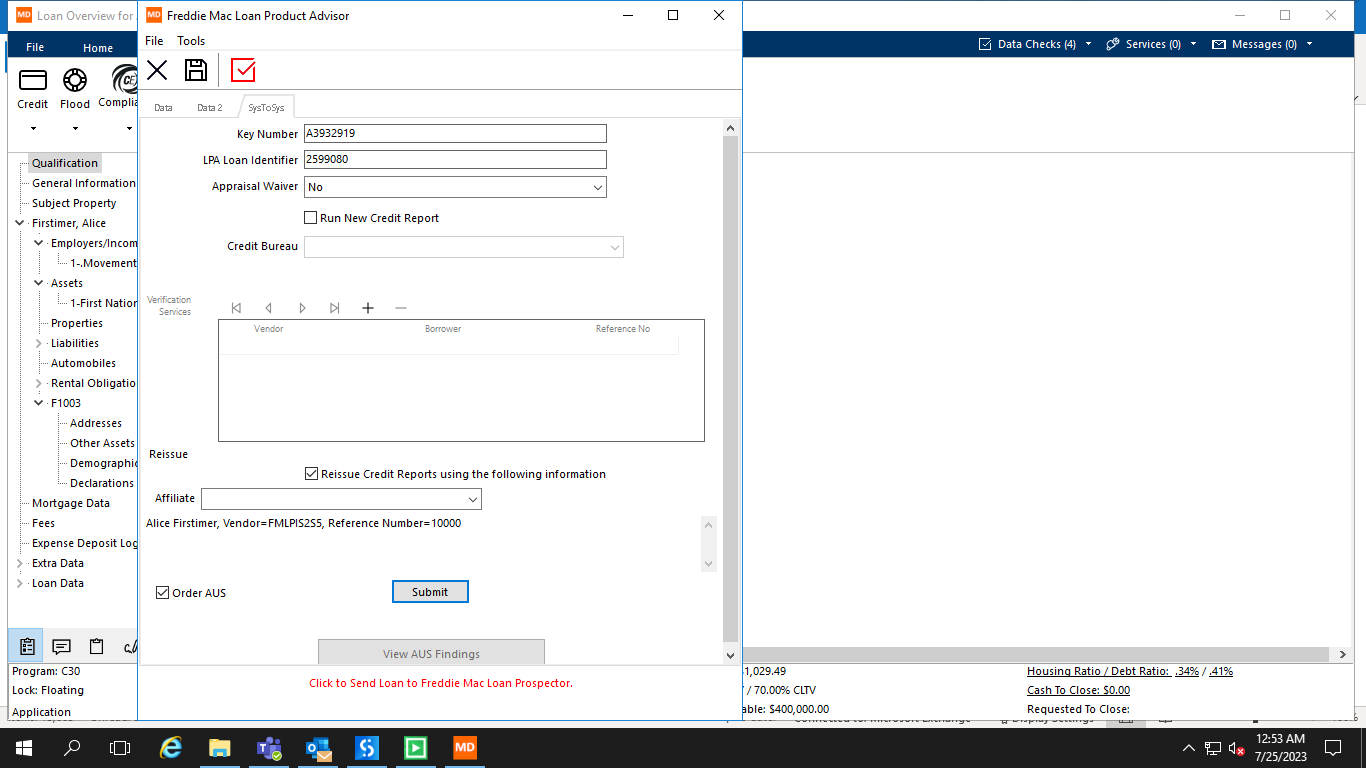 MD Loan Overview for
MD Freddie Mac Loan Product Advisor
File Tools
File Home
Data Checks (4) Services (0) Messages (0)
Credit Flood
Data Data 2 SysToSys
Key Number A3932919
LPA Loan Identifier 2599080
Appraisal Waiver No
Run New Credit Report
Credit Bureau
Verification
Services
Vendor Borrower Reference No
Reissue
Reissue Credit Reports using the following information
Affiliate
Alice Firstimer, Vendor=FMLPIS2S5, Reference Number=10000
Order AUS Submit
View AUS Findings
Click to Send Loan to Freddie Mac Loan Prospector.
Qualification
General Information
Subject Property
Firstimer, Alice
Employers/Incom
1-.Movement
Assets
1-First Nation
Properties
Liabilities
Automobiles
Rental Obligatio
F1003
Addresses
Other Assets
Demographic
Declarations
Mortgage Data
Fees
Expense Deposit Log
Extra Data
Loan Data
Program: C30
Lock: Floating
Application
1,029.49
/ 70.00% CLTV
able: $400,000.00
Housing Ratio / Debt Ratio: .34% / .41%
Cash To Close: $0.00
Requested To Close:
MD
12:53 AM
7/25/2023